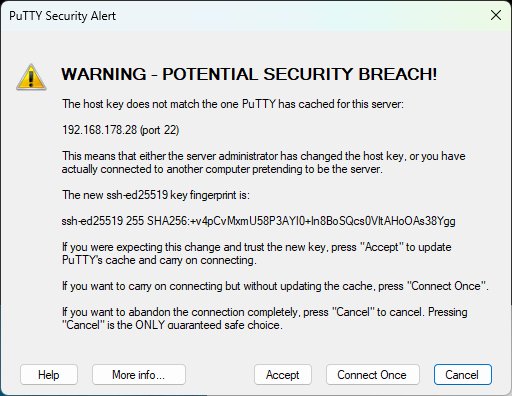 PuTTY Security Alert
WARNING - POTENTIAL SECURITY BREACH!
The host key does not match the one PuTTY has cached for this server:
192.168.178.28 (port 22)
This means that either the server administrator has changed the host key, or you have
actually connected to another computer pretending to be the server.
The new ssh-ed25519 key fingerprint is:
ssh-ed25519 255 SHA256:+v4pCvMxmU58P3AYI0+In8BoSQcs0VItAHoOAs38Ygg
If you were expecting this change and trust the new key, press "Accept" to update
PuTTY's cache and carry on connecting.
If you want to carry on connecting but without updating the cache, press "Connect Once".
If you want to abandon the connection completely, press "Cancel" to cancel. Pressing
"Cancel" is the ONLY guaranteed safe choice.
Help
More info...
Accept
Connect Once
Cancel